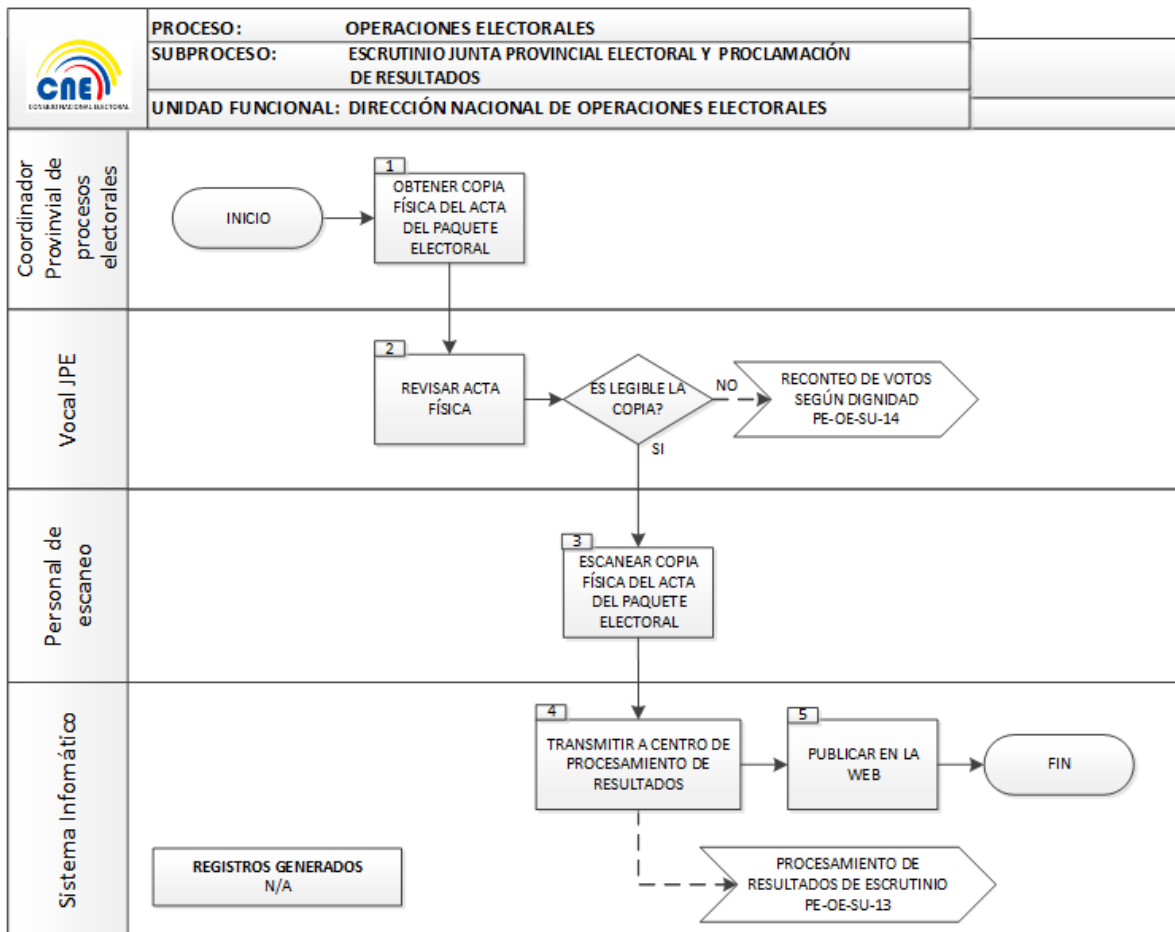 CNE
CONSEJO NACIONAL ELECTORAL
PROCESO: OPERACIONES ELECTORALES
SUBPROCESO: ESCRUTINIO JUNTA PROVINCIAL ELECTORAL Y PROCLAMACIÓN
DE RESULTADOS
UNIDAD FUNCIONAL: DIRECCIÓN NACIONAL DE OPERACIONES ELECTORALES
Coordinador
Provinvial de
procesos
electorales
INICIO
1
OBTENER COPIA
FÍSICA DEL ACTA
DEL PAQUETE
ELECTORAL
Vocal JPE
2
REVISAR ACTA
FÍSICA
ES LEGIBLE LA
COPIA?
NO
RECONTEO DE VOTOS
SEGÚN DIGNIDAD
PE-OE-SU-14
SI
Personal de
escaneo
3
ESCANEAR COPIA
FÍSICA DEL ACTA
DEL PAQUETE
ELECTORAL
Sistema Infomático
4
TRANSMITIR A CENTRO DE
PROCESAMIENTO DE
RESULTADOS
5
PUBLICAR EN LA
WEB
FIN
REGISTROS GENERADOS
N/A
PROCESAMIENTO DE
RESULTADOS DE ESCRUTINIO
PE-OE-SU-13